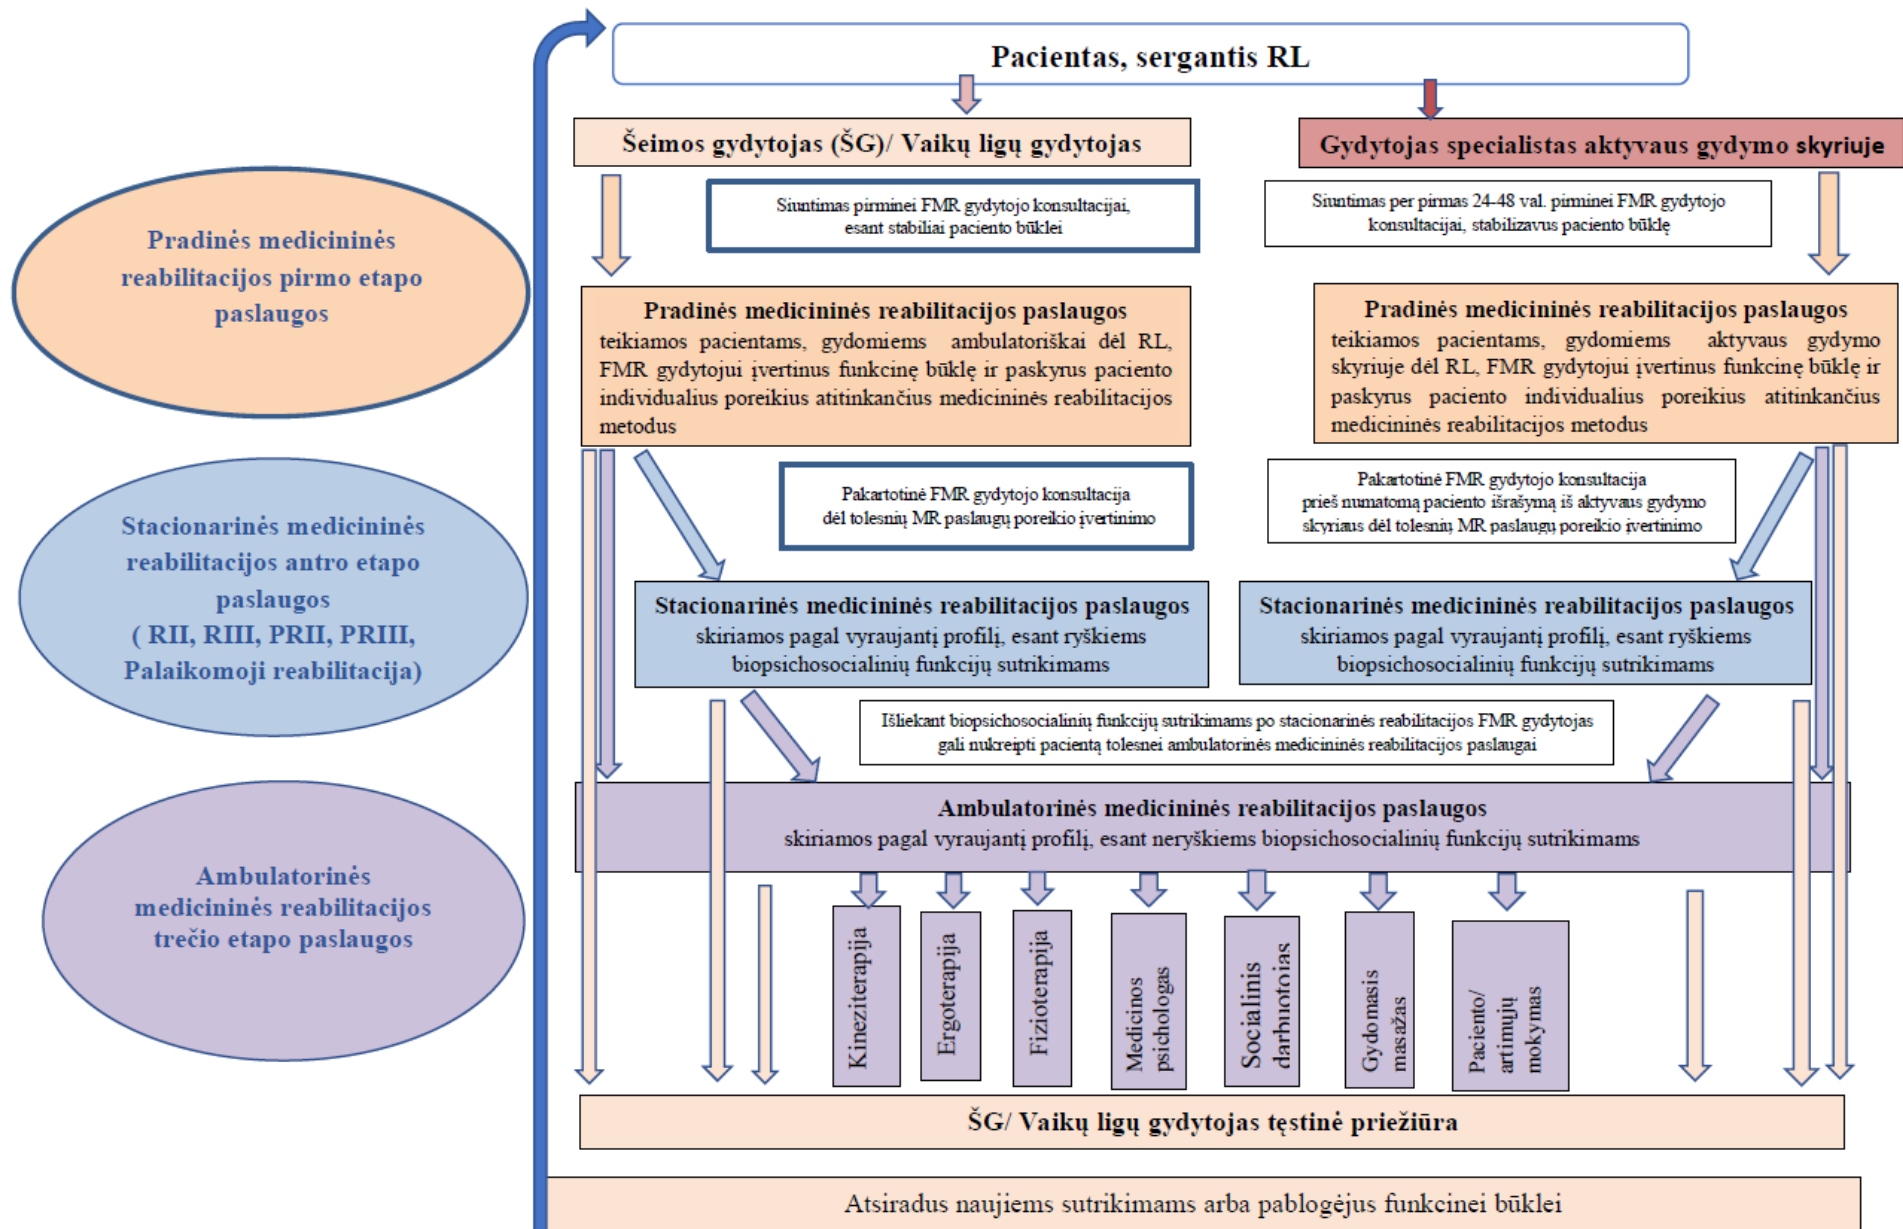 Pacientas, sergantis RL
Šeimos gydytojas (ŠG)/ Vaikų ligų gydytojas
Gydytojas specialistas aktyvaus gydymo skyriuje
Siuntimas pirminei FMR gydytojo konsultacijai,
esant stabiliai paciento būklei
Siuntimas per pirmas 24-48 val. pirminei FMR gydytojo
konsultacijai, stabilizavus paciento būklę
Pradinės medicininės
reabilitacijos pirmo etapo
paslaugos
Pradinės medicininės reabilitacijos paslaugos
teikiamos pacientams, gydomiems ambulatoriškai dėl RL,
FMR gydytojui įvertinus funkcinę būklę ir paskyrus paciento
individualius poreikius atitinkančius medicininės reabilitacijos
metodus
Pradinės medicininės reabilitacijos paslaugos
teikiamos pacientams, gydomiems aktyvaus gydymo
skyriuje dėl RL, FMR gydytojui įvertinus funkcinę būklę ir
paskyrus paciento individualius poreikius atitinkančius
medicininės reabilitacijos metodus
Pakartotinė FMR gydytojo konsultacija
dėl tolesnių MR paslaugų poreikio įvertinimo
Pakartotinė FMR gydytojo konsultacija
prieš numatomą paciento išrašymą iš aktyvaus gydymo
skyriaus dėl tolesnių MR paslaugų poreikio įvertinimo
Stacionarinės medicininės
reabilitacijos antro etapo
paslaugos
( RII, RIII, PRII, PRIII,
Palaikomoji reabilitacija)
Stacionarinės medicininės reabilitacijos paslaugos
skiriamos pagal vyraujantį profilį, esant ryškiems
biopsichosocialinių funkcijų sutrikimams
Stacionarinės medicininės reabilitacijos paslaugos
skiriamos pagal vyraujantį profilį, esant ryškiems
biopsichosocialinių funkcijų sutrikimams
Išliekant biopsichosocialinių funkcijų sutrikimams po stacionarinės reabilitacijos FMR gydytojas
gali nukreipti pacientą tolesnei ambulatorinės medicininės reabilitacijos paslaugai
Ambulatorinės
medicininės reabilitacijos
trečio etapo paslaugos
Ambulatorinės medicininės reabilitacijos paslaugos
skiriamos pagal vyraujantį profilį, esant neryškiems biopsichosocialinių funkcijų sutrikimams
Kineziterapija
Ergoterapija
Fizioterapija
Medicinos
psichologas
Socialinis
darbuotojas
Gydomasis
masažas
Paciento/
artimųjų
mokymas
ŠG/ Vaikų ligų gydytojas tęstinė priežiūra
Atsiradus naujiems sutrikimams arba pablogėjus funkcinei būklei